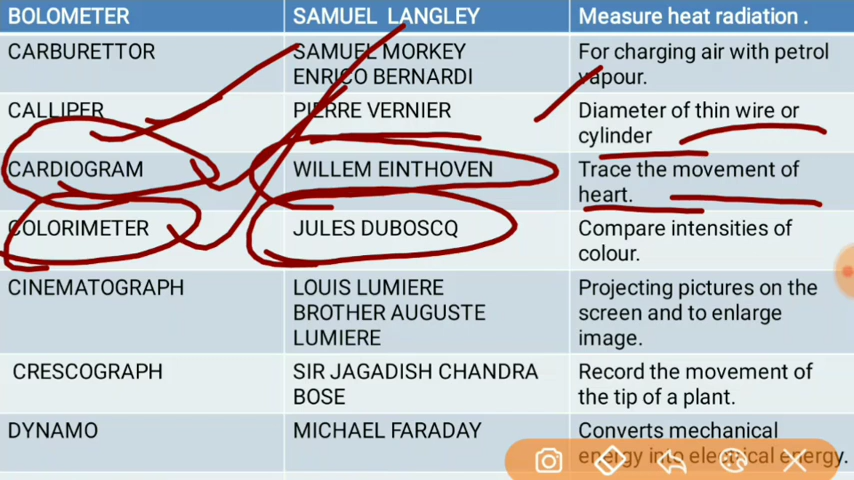 BOLOMETER SAMUEL LANGLEY Measure heat radiation .
CARBURETTOR SAMUEL MORKEY For charging air with petrol
ENRICO BERNARDI vapour.
CALLIPER PIERRE VERNIER Diameter of thin wire or
cylinder
CARDIOGRAM WILLEM EINTHOVEN Trace the movement of
heart.
COLORIMETER JULES DUBOSCQ Compare intensities of
colour.
CINEMATOGRAPH LOUIS LUMIERE Projecting pictures on the
BROTHER AUGUSTE screen and to enlarge
LUMIERE image.
CRESCOGRAPH SIR JAGADISH CHANDRA Record the movement of
BOSE the tip of a plant.
DYNAMO MICHAEL FARADAY Converts mechanical
energy into electrical energy.